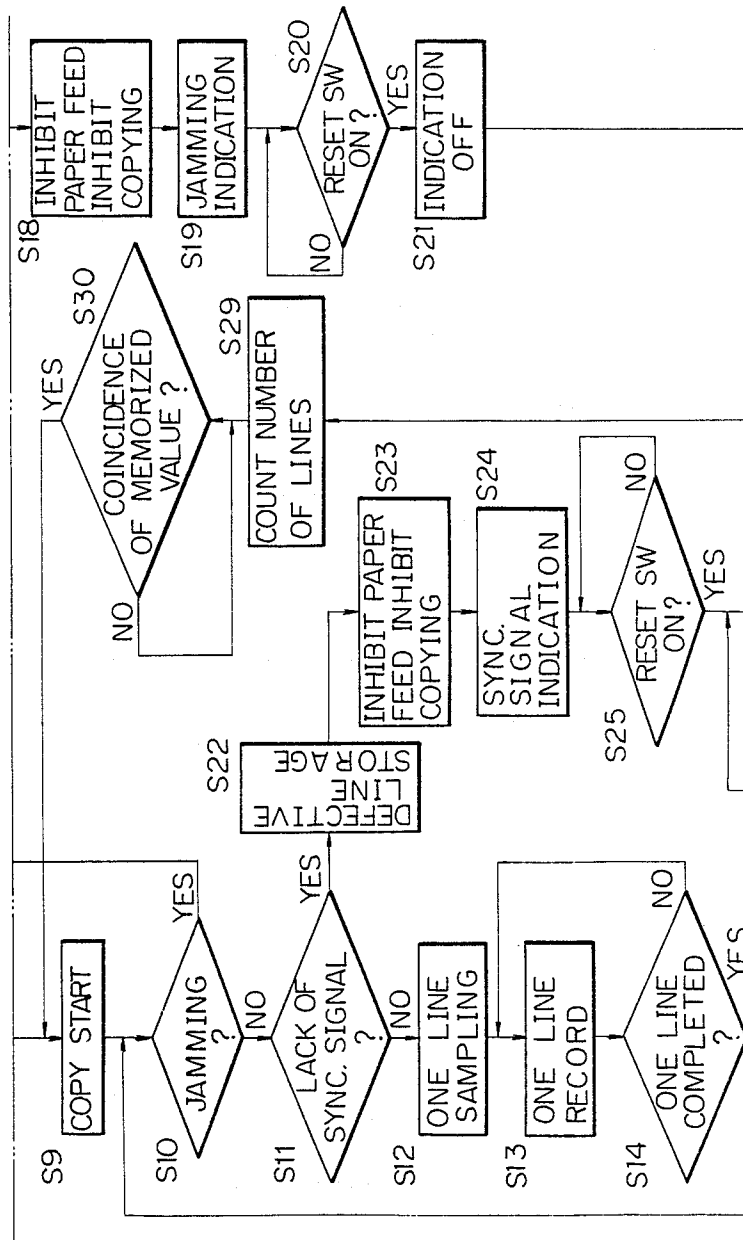 S9
COPY START
S10
JAMMING
?
YES
NO
S11
LACK OF
SYNC. SIGNAL
?
YES
NO
S12
ONE LINE
SAMPLING
S13
ONE LINE
RECORD
S14
ONE LINE
COMPLETED
?
NO
YES
S22
DEFECTIVE
LINE
STORAGE
INHIBIT PAPER
FEED INHIBIT
COPYING
S23
SYNC.
SIGNAL
INDICATION
S24
S25
RESET SW
ON?
NO
YES
COINCIDENCE
OF MEMORIZED
VALUE ?
S30
YES
NO
COUNT NUMBER
OF LINES
S29
S18
INHIBIT
PAPER FEED
INHIBIT
COPYING
S19
JAMMING
INDICATION
S20
RESET SW
ON ?
NO
YES
S21
INDICATION
OFF